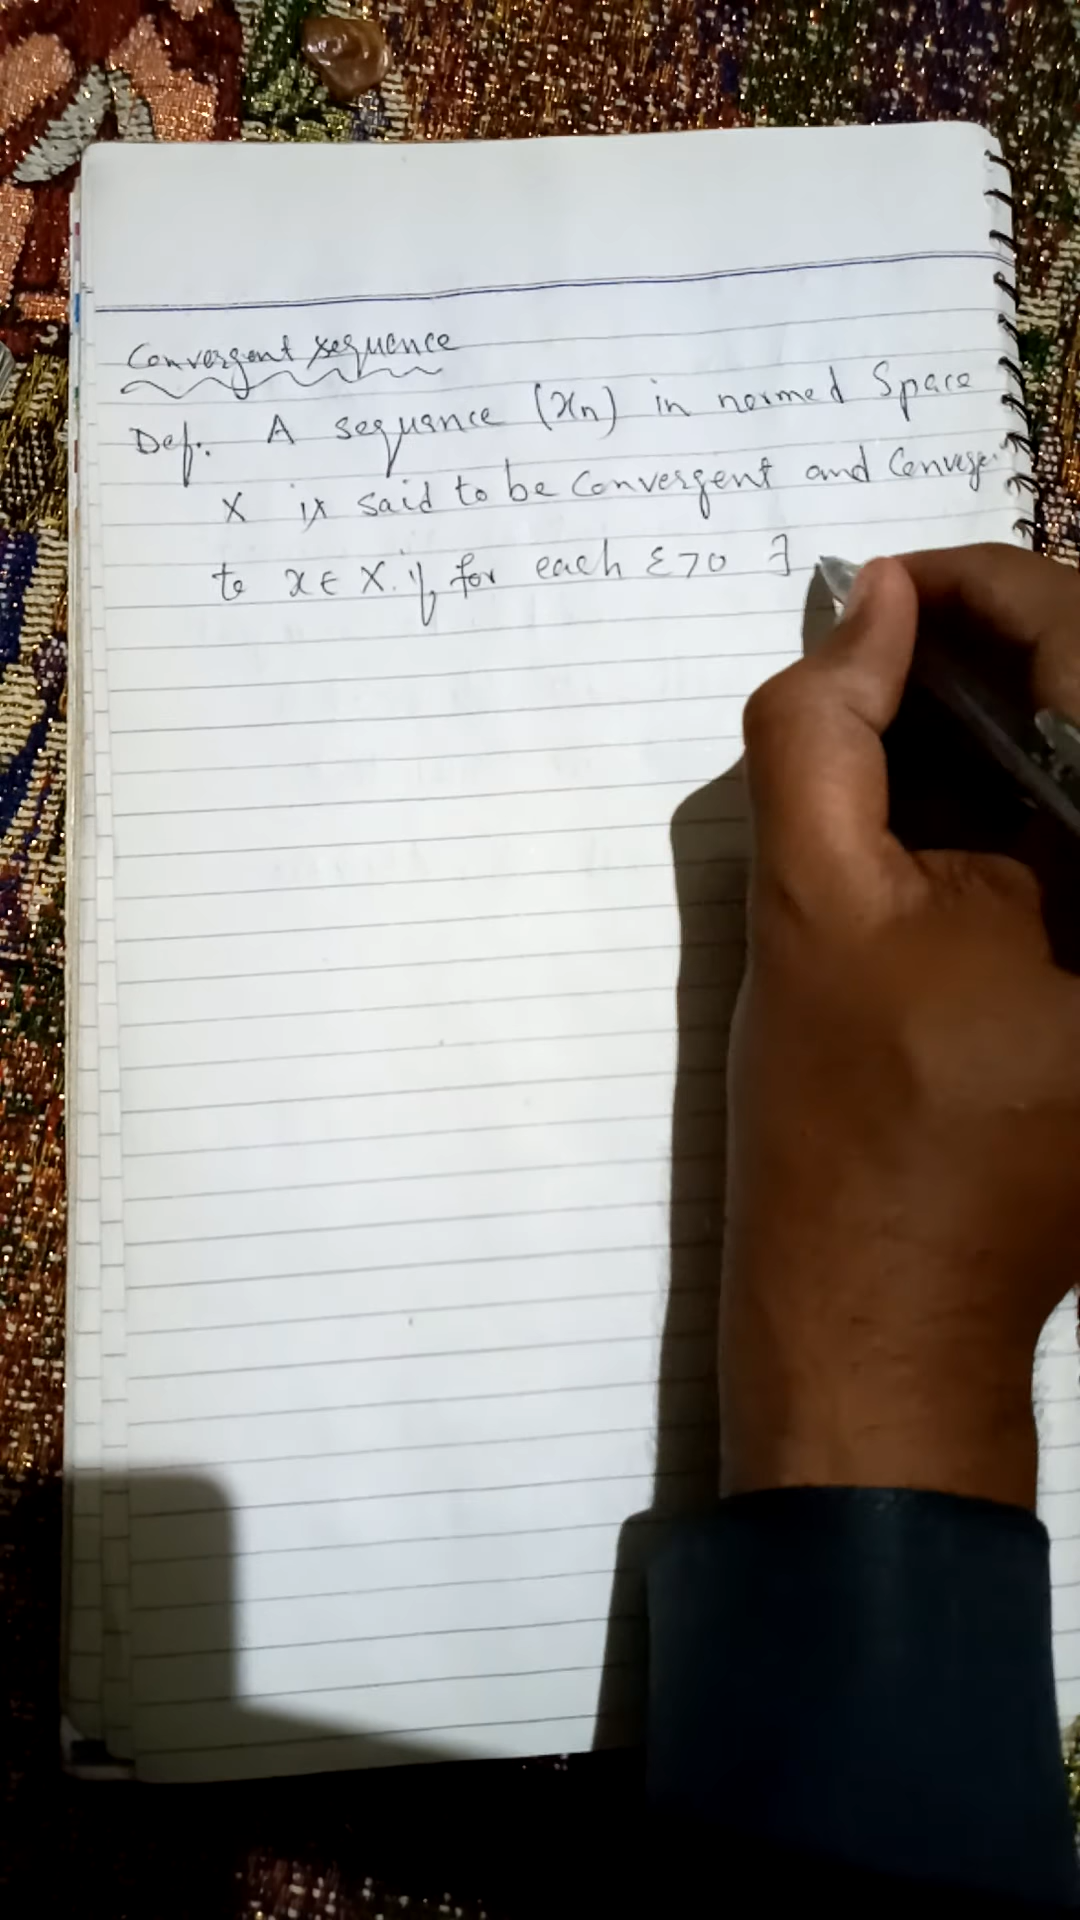 Convergent sequence
Def:. A sequence (xn) in normed Space
X is said to be Convergent and Converge
to x ∈ X. if for each ε>0 ∃